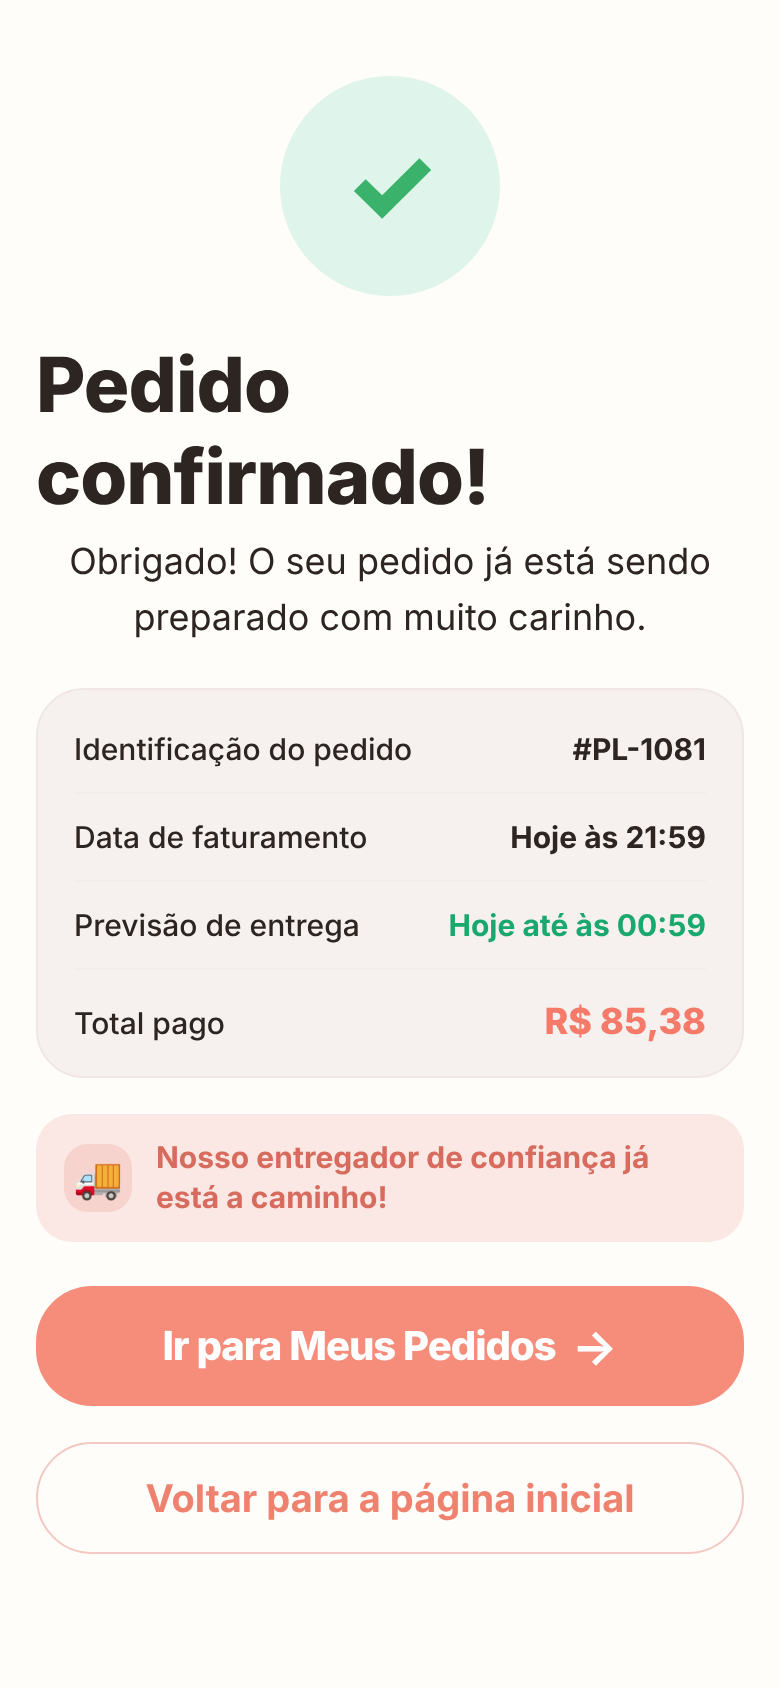 Pedido
confirmado!
Obrigado! O seu pedido já está sendo
preparado com muito carinho.
Identificação do pedido #PL-1081
Data de faturamento Hoje às 21:59
Previsão de entrega Hoje até às 00:59
Total pago R$ 85,38
Nosso entregador de confiança já
está a caminho!
Ir para Meus Pedidos →
Voltar para a página inicial